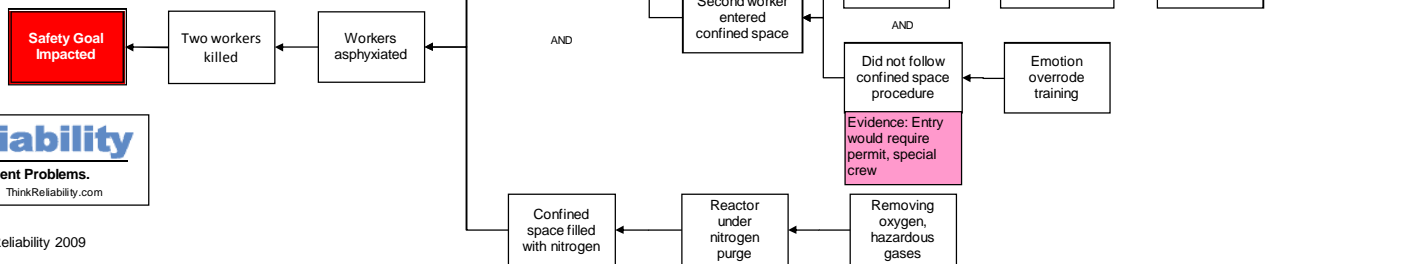 Second worker
entered
confined space
AND
Safety Goal
Impacted
Two workers
killed
Workers
asphyxiated
AND
Did not follow
confined space
procedure
Emotion
overrode
training
Evidence: Entry
would require
permit, special
crew
iability
ent Problems.
ThinkReliability.com
eliability 2009
Confined
space filled
with nitrogen
Reactor
under
nitrogen
purge
Removing
oxygen,
hazardous
gases